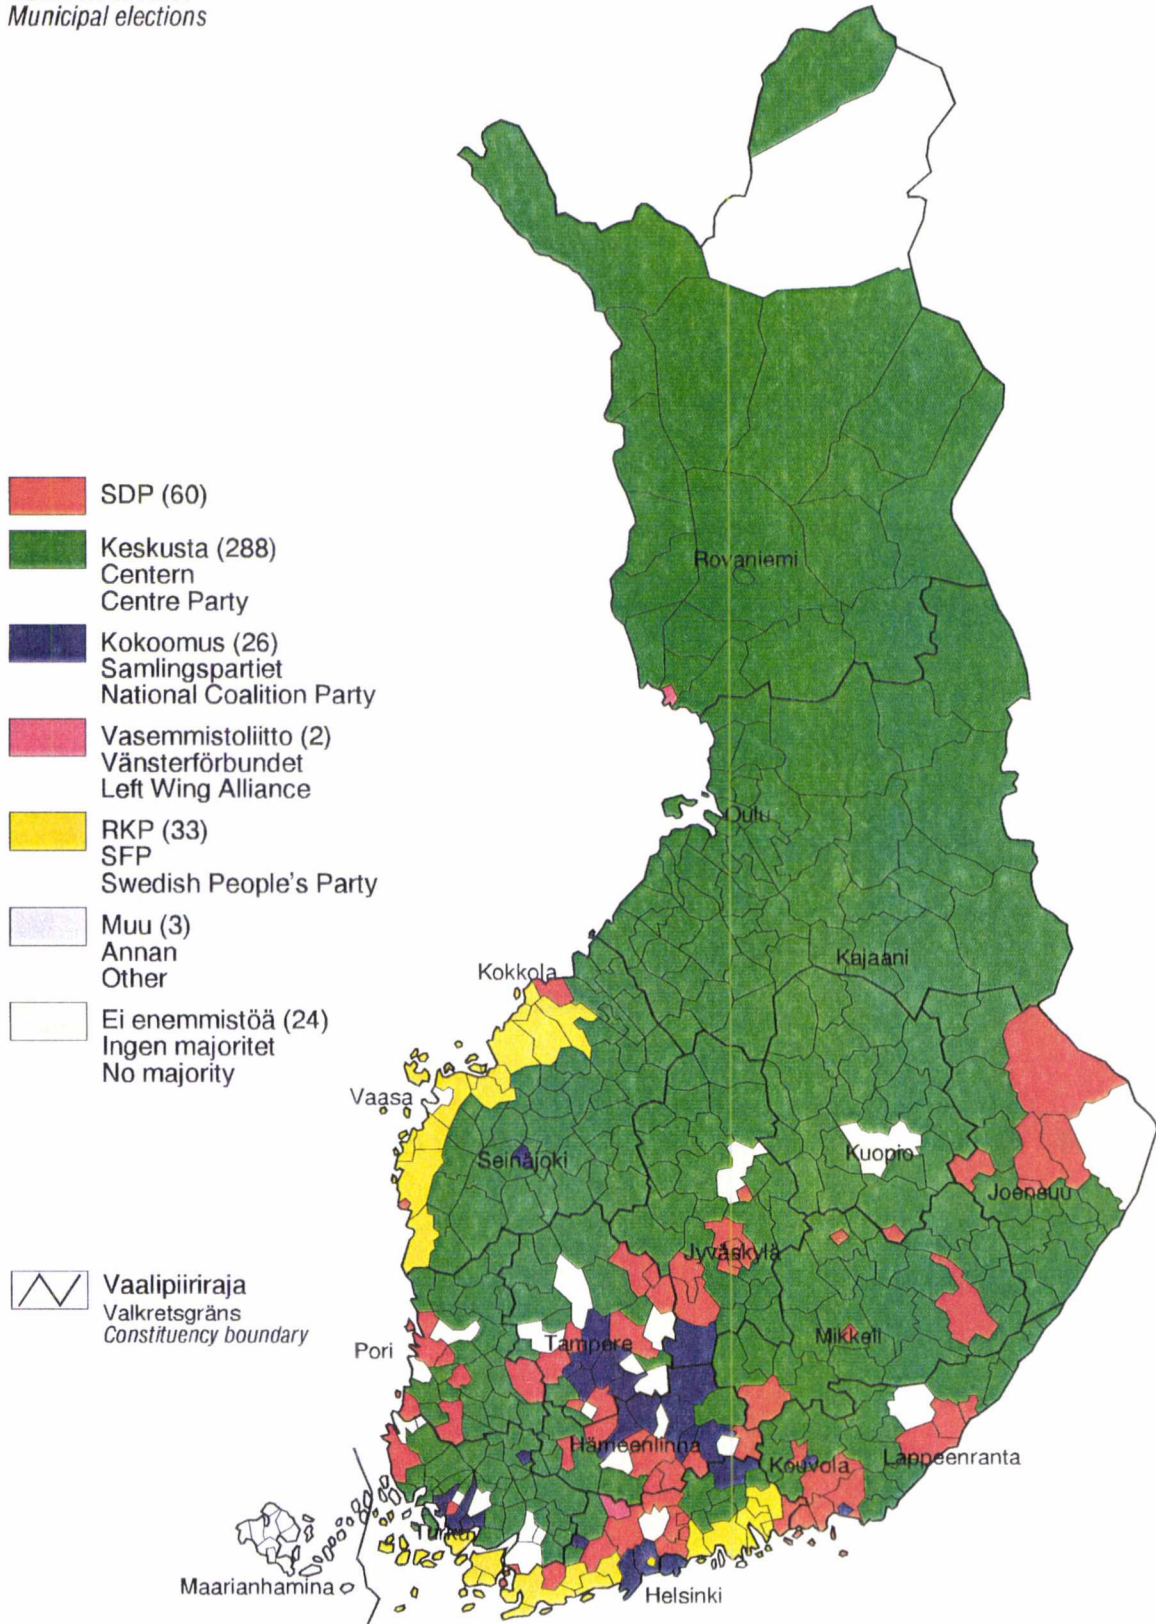 Municipal elections
SDP (60)
Keskusta (288)
Centern
Centre Party
Kokoomus (26)
Samlingspartiet
National Coalition Party
Vasemmistoliitto (2)
Vänsterförbundet
Left Wing Alliance
RKP (33)
SFP
Swedish People's Party
Muu (3)
Annan
Other
Ei enemmistöä (24)
Ingen majoritet
No majority
Vaalipiiriraja
Valkretsgräns
Constituency boundary
Rovaniemi
Oulu
Kajaani
Kokkola
Vaasa
Seinäjoki
Kuopio
Joensuu
Jyväskylä
Mikkeli
Tampere
Pori
Hämeenlinna
Kouvola
Lappeenranta
Turku
Maarianhamina
Helsinki